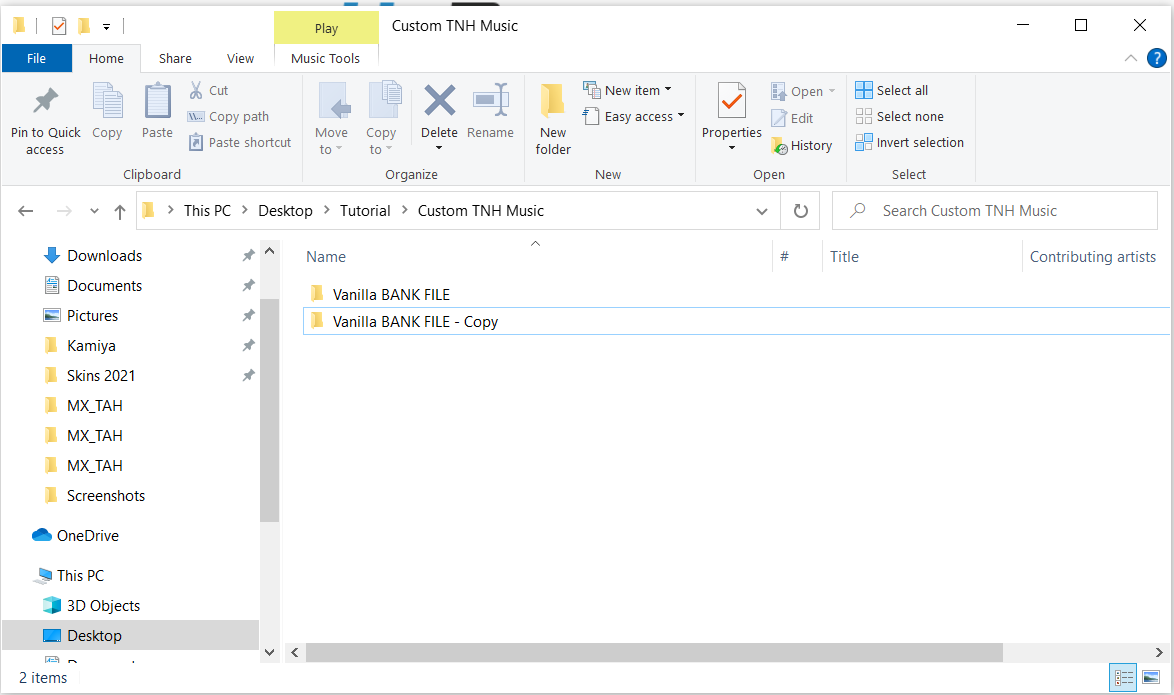 Play
Custom TNH Music
File
Home
Share
View
Music Tools
Pin to Quick access
Copy
Paste
Cut
Copy path
Paste shortcut
Clipboard
Move to
Copy to
Delete
Rename
Organize
New folder
New item
Easy access
New
Properties
Open
Edit
History
Open
Select all
Select none
Invert selection
Select
This PC
Desktop
Tutorial
Custom TNH Music
Search Custom TNH Music
Name
#
Title
Contributing artists
Vanilla BANK FILE
Vanilla BANK FILE - Copy
Downloads
Documents
Pictures
Kamiya
Skins 2021
MX_TAH
MX_TAH
MX_TAH
Screenshots
OneDrive
This PC
3D Objects
Desktop
2 items